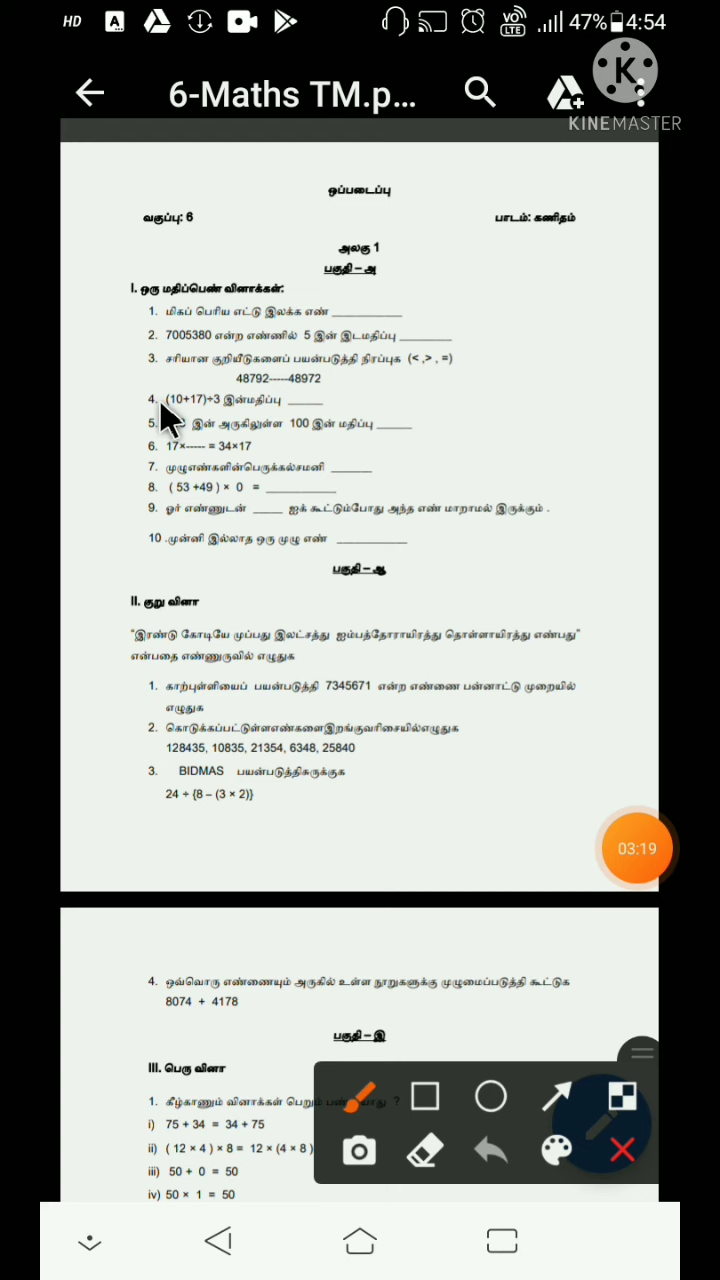 HD A VO LTE 47% 4:54
6-Maths TM.p...
K
KINEMASTER
ஒப்படைப்பு
வகுப்பு: 6 பாடம்: கணிதம்
அலகு 1
பகுதி – அ
I. ஒரு மதிப்பெண் வினாக்கள்:
1. மிகப் பெரிய எட்டு இலக்க எண் __________
2. 7005380 என்ற எண்ணில் 5 இன் இடமதிப்பு ________
3. சரியான குறியீடுகளைப் பயன்படுத்தி நிரப்புக (< ,> , =)
48792-----48972
4. (10+17)÷3 இன்மதிப்பு _____
5. இன் அருகிலுள்ள 100 இன் மதிப்பு _____
6. 17×----- = 34×17
7. முழுஎண்களின்பெருக்கல்சமனி ______
8. ( 53 +49 ) × 0 = __________
9. ஓர் எண்ணுடன் ____ ஐக் கூட்டும்போது அந்த எண் மாறாமல் இருக்கும் .
10 .முன்னி இல்லாத ஒரு முழு எண் __________
பகுதி – ஆ
II. குறு வினா
"இரண்டு கோடியே முப்பது இலட்சத்து ஐம்பத்தோராயிரத்து தொள்ளாயிரத்து எண்பது"
என்பதை எண்ணுருவில் எழுதுக
1. காற்புள்ளியைப் பயன்படுத்தி 7345671 என்ற எண்ணை பன்னாட்டு முறையில்
எழுதுக
2. கொடுக்கப்பட்டுள்ளஎண்களைஇறங்குவரிசையில்எழுதுக
128435, 10835, 21354, 6348, 25840
3. BIDMAS பயன்படுத்திசுருக்குக
24 ÷ {8 – (3 × 2)}
03:19
4. ஒவ்வொரு எண்ணையும் அருகில் உள்ள நூறுகளுக்கு முழுமைப்படுத்தி கூட்டுக
8074 + 4178
பகுதி – இ
III. பெரு வினா
1. கீழ்காணும் வினாக்கள் பெறும் ?
i) 75 + 34 = 34 + 75
ii) ( 12 × 4 ) × 8 = 12 × (4 × 8 )
iii) 50 + 0 = 50
iv) 50 × 1 = 50